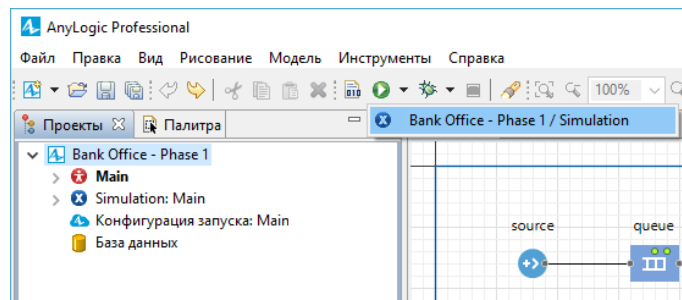 AnyLogic Professional
Файл Правка Вид Рисование Модель Инструменты Справка
010 100%
Проекты Палитра
Bank Office - Phase 1 / Simulation
Bank Office - Phase 1
Main
Simulation: Main
Конфигурация запуска: Main
База данных
source queue